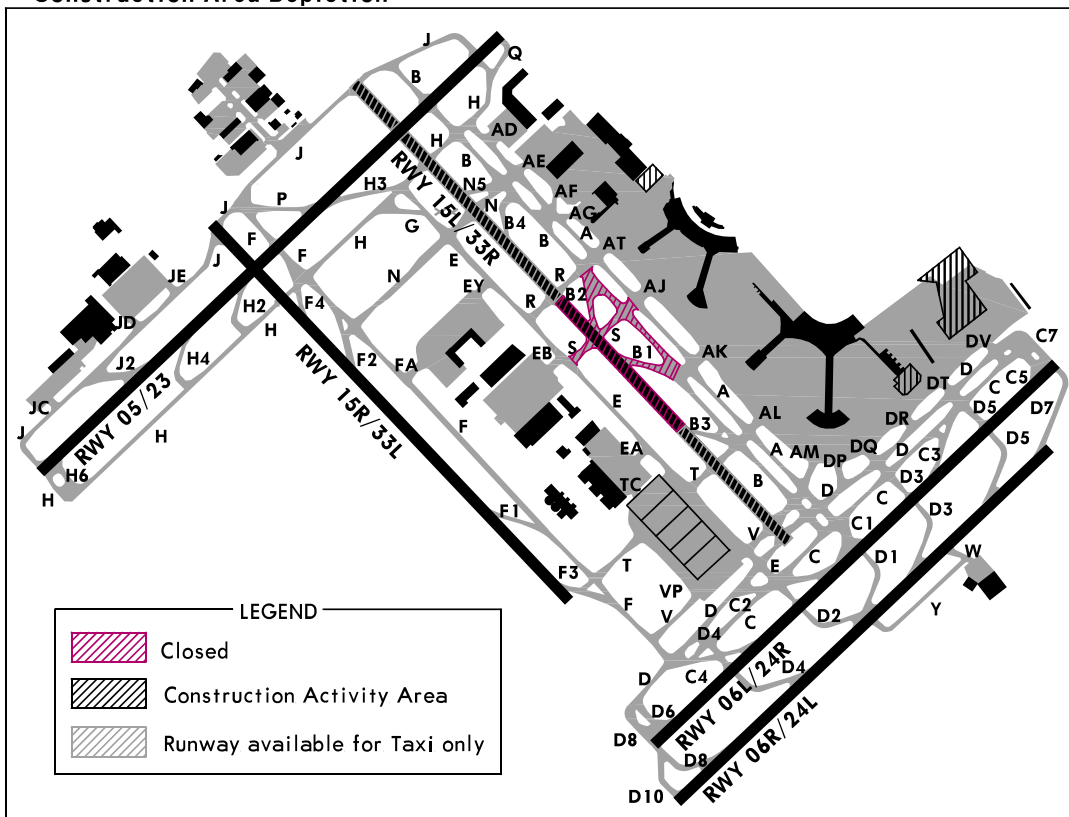 Construction Area Depiction
J
Q
B
H
AD
H
J
B
AE
RWY 15L/33R
H3
N5
AF
P
N
AG
J
G
B4
A
F
H
B
AT
F
E
J
JE
N
R
AJ
EY
B2
H2
F4
R
JD
H
S
DV
C7
RWY 15R/33L
S
B1
AK
J2
H4
F2
FA
EB
D
C5
DT
C
RWY 05/23
E
A
D5
D7
JC
F
B3
AL
DR
J
H
EA
A
AM
DQ
D
C3
D5
H6
T
DP
D3
H
TC
B
D
C
F1
C1
D3
V
D1
W
T
E
C
F3
VP
C2
Y
F
V
D
C
D2
D4
LEGEND
D
C4
D4
Closed
RWY 06L/24R
Construction Activity Area
D6
Runway available for Taxi only
D8
D8
RWY 06R/24L
D10